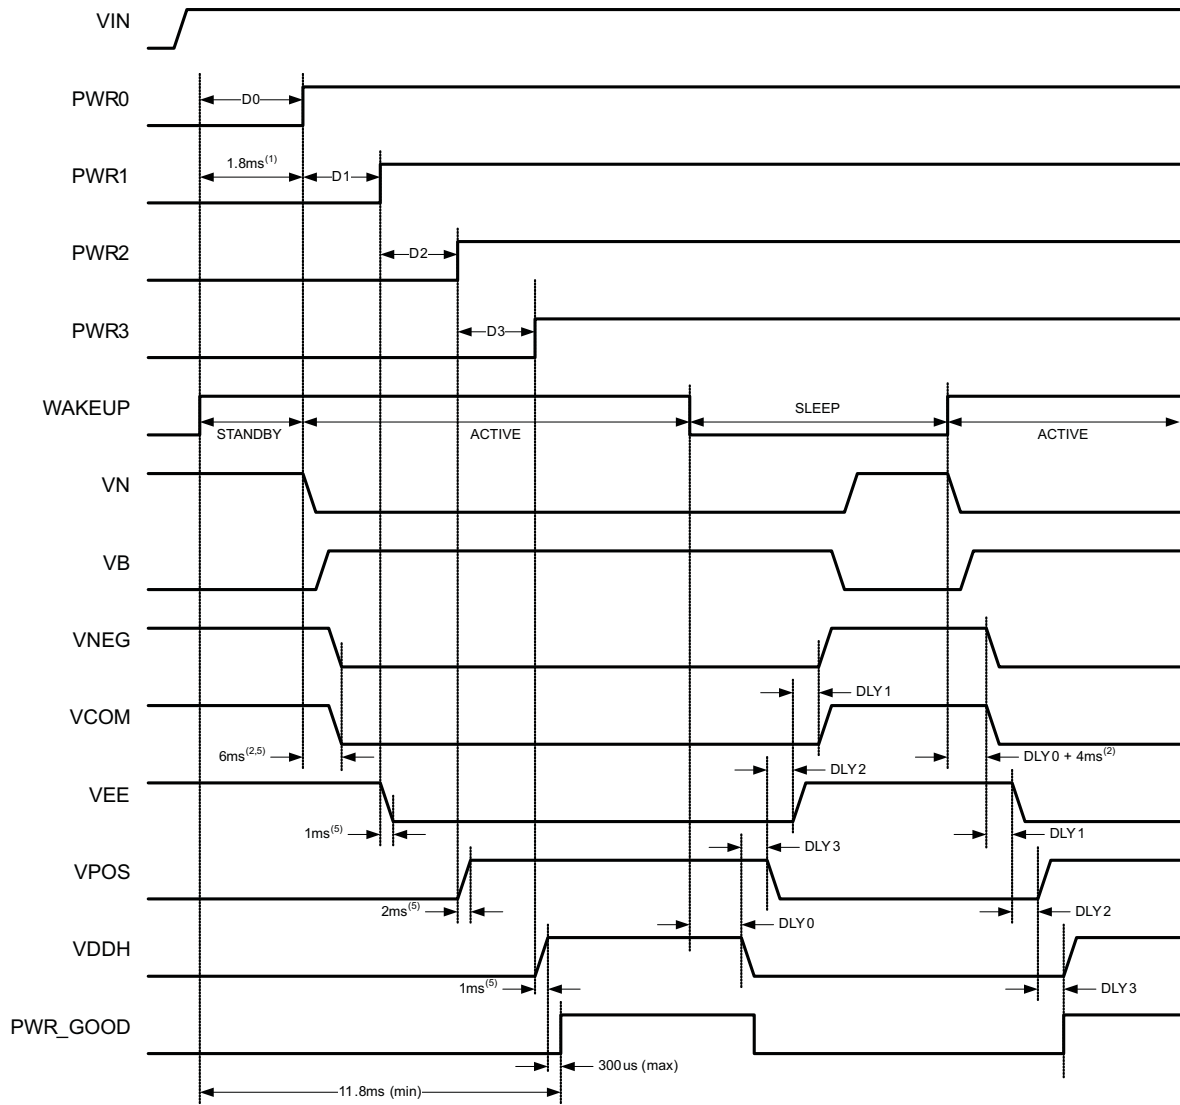 VIN
PWR0
D0
PWR1
1.8ms(1)
D1
PWR2
D2
PWR3
D3
WAKEUP
STANDBY
ACTIVE
SLEEP
ACTIVE
VN
VB
VNEG
DLY1
VCOM
6ms(2,5)
DLY0 + 4ms(2)
DLY2
VEE
1ms(5)
DLY3
DLY1
VPOS
2ms(5)
DLY0
DLY2
VDDH
1ms(5)
DLY3
PWR_GOOD
300us (max)
11.8ms (min)